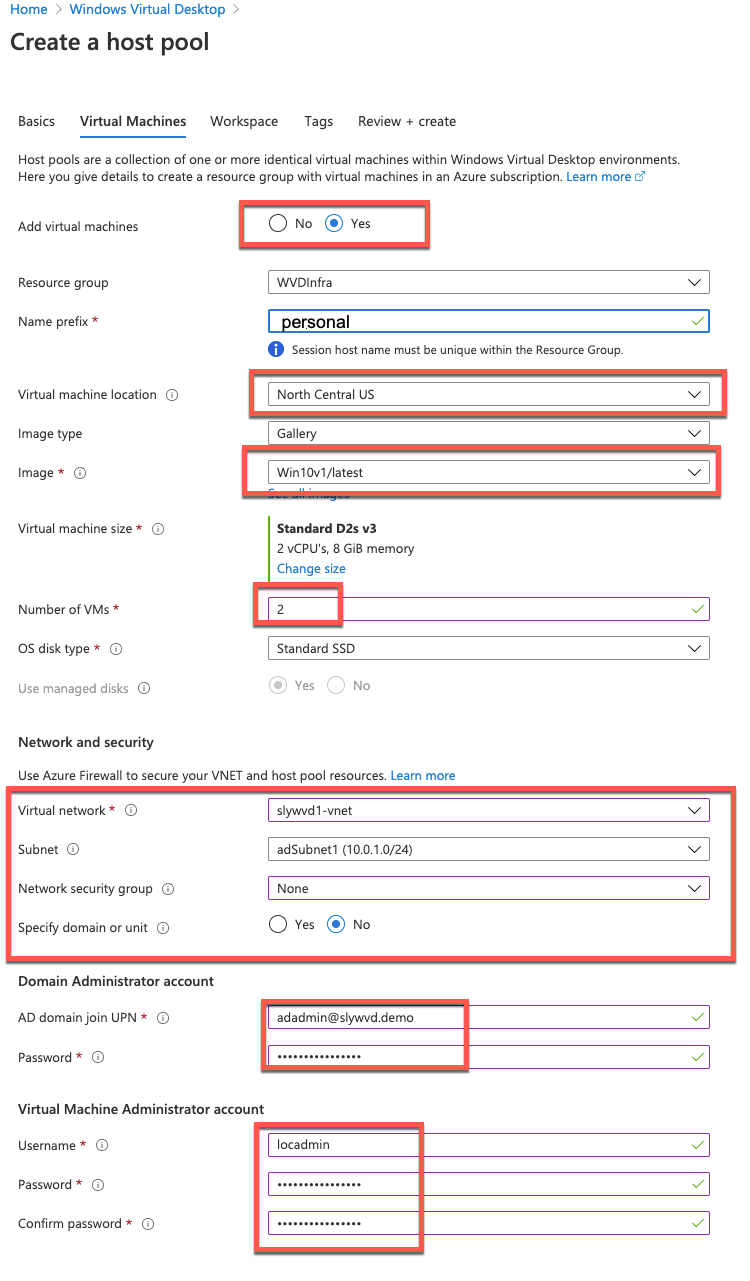 Home > Windows Virtual Desktop >
Create a host pool
Basics Virtual Machines Workspace Tags Review + create
Host pools are a collection of one or more identical virtual machines within Windows Virtual Desktop environments.
Here you give details to create a resource group with virtual machines in an Azure subscription. Learn more
Add virtual machines No Yes
Resource group WVDInfra
Name prefix * personal
Session host name must be unique within the Resource Group.
Virtual machine location North Central US
Image type Gallery
Image * Win10v1/latest
See all images
Virtual machine size * Standard D2s v3
2 vCPU's, 8 GiB memory
Change size
Number of VMs * 2
OS disk type * Standard SSD
Use managed disks Yes No
Network and security
Use Azure Firewall to secure your VNET and host pool resources. Learn more
Virtual network * slywvd1-vnet
Subnet adSubnet1 (10.0.1.0/24)
Network security group None
Specify domain or unit Yes No
Domain Administrator account
AD domain join UPN * adadmin@slywvd.demo
Password * ••••••••••••••••
Virtual Machine Administrator account
Username * locadmin
Password * ••••••••••••••••
Confirm password * ••••••••••••••••